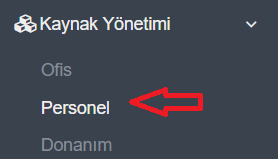 Kaynak Yönetimi
Ofis
Personel
Donanım